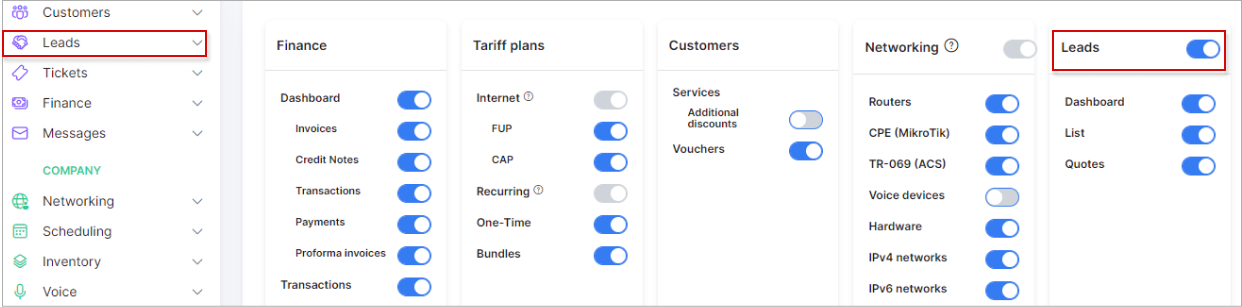 Customers
Leads
Tickets
Finance
Messages
COMPANY
Networking
Scheduling
Inventory
Voice
Finance
Dashboard
Invoices
Credit Notes
Transactions
Payments
Proforma invoices
Transactions
Tariff plans
Internet ?
FUP
CAP
Recurring ?
One-Time
Bundles
Customers
Services
Additional
discounts
Vouchers
Networking ?
Routers
CPE (MikroTik)
TR-069 (ACS)
Voice devices
Hardware
IPv4 networks
IPv6 networks
Leads
Dashboard
List
Quotes